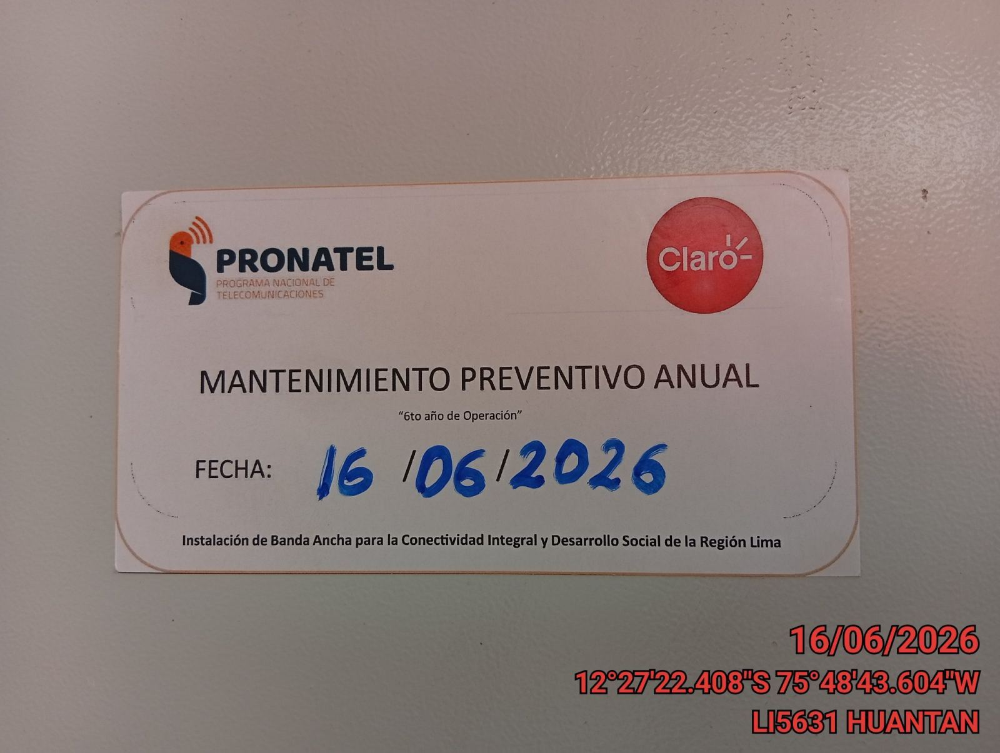 PRONATEL
PROGRAMA NACIONAL DE
TELECOMUNICACIONES
Claro
MANTENIMIENTO PREVENTIVO ANUAL
“6to año de Operación”
FECHA: 16 /06/2026
Instalación de Banda Ancha para la Conectividad Integral y Desarrollo Social de la Región Lima
16/06/2026
12°27'22.408"S 75°48'43.604"W
LI5631 HUANTAN